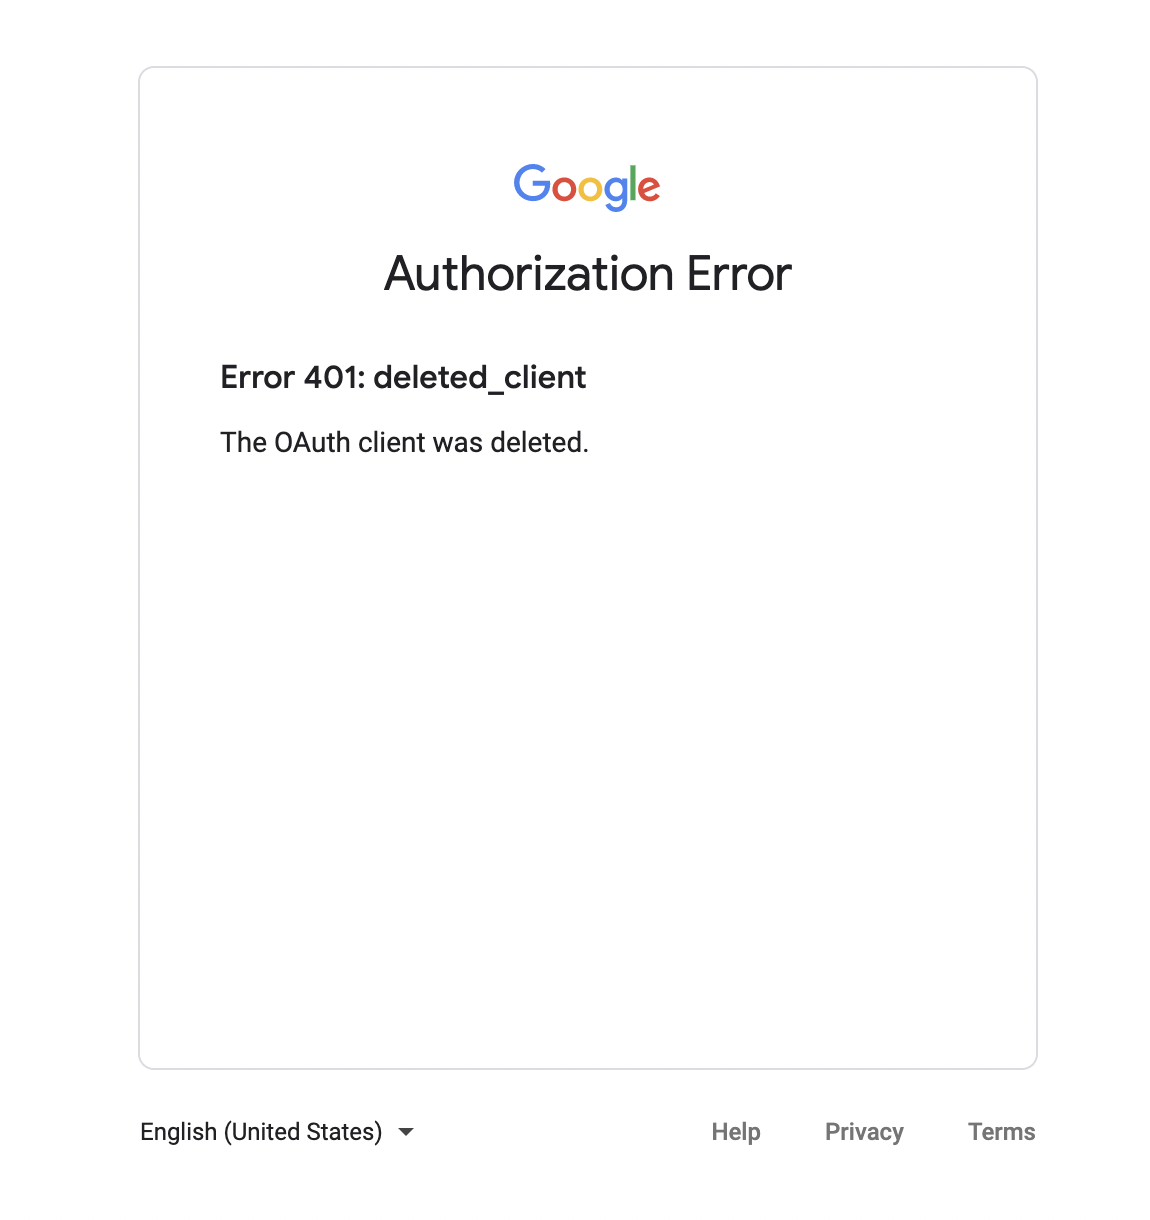 Google
Authorization Error
Error 401: deleted_client
The OAuth client was deleted.
English (United States)
Help
Privacy
Terms